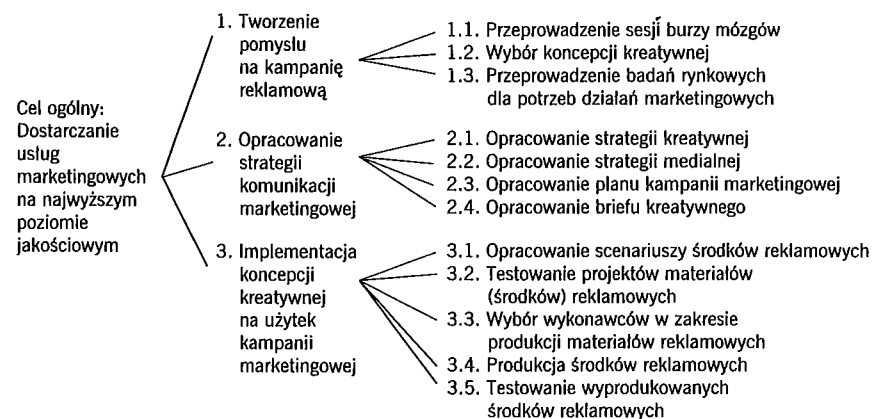 Cel ogólny:
Dostarczanie
usług
marketingowych
na najwyższym
poziomie
jakościowym
1. Tworzenie
pomysłu
na kampanię
reklamową
1.1. Przeprowadzenie sesji burzy mózgów
1.2. Wybór koncepcji kreatywnej
1.3. Przeprowadzenie badań rynkowych
dla potrzeb działań marketingowych
2. Opracowanie
strategii
komunikacji
marketingowej
2.1. Opracowanie strategii kreatywnej
2.2. Opracowanie strategii medialnej
2.3. Opracowanie planu kampanii marketingowej
2.4. Opracowanie briefu kreatywnego
3. Implementacja
koncepcji
kreatywnej
na użytek
kampanii
marketingowej
3.1. Opracowanie scenariuszy środków reklamowych
3.2. Testowanie projektów materiałów
(środków) reklamowych
3.3. Wybór wykonawców w zakresie
produkcji materiałów reklamowych
3.4. Produkcja środków reklamowych
3.5. Testowanie wyprodukowanych
środków reklamowych